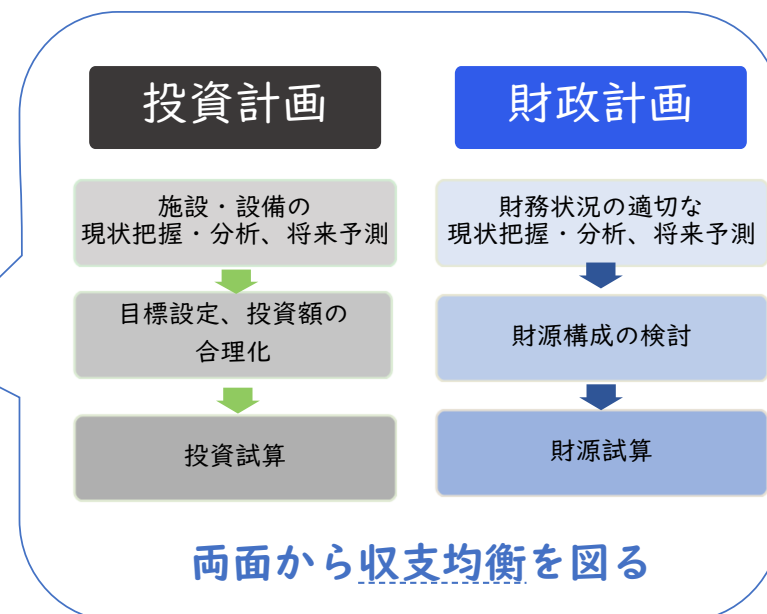 投資計画
施設・設備の
現状把握・分析、将来予測
目標設定、投資額の
合理化
投資試算
財政計画
財務状況の適切な
現状把握・分析、将来予測
財源構成の検討
財源試算
両面から収支均衡を図る